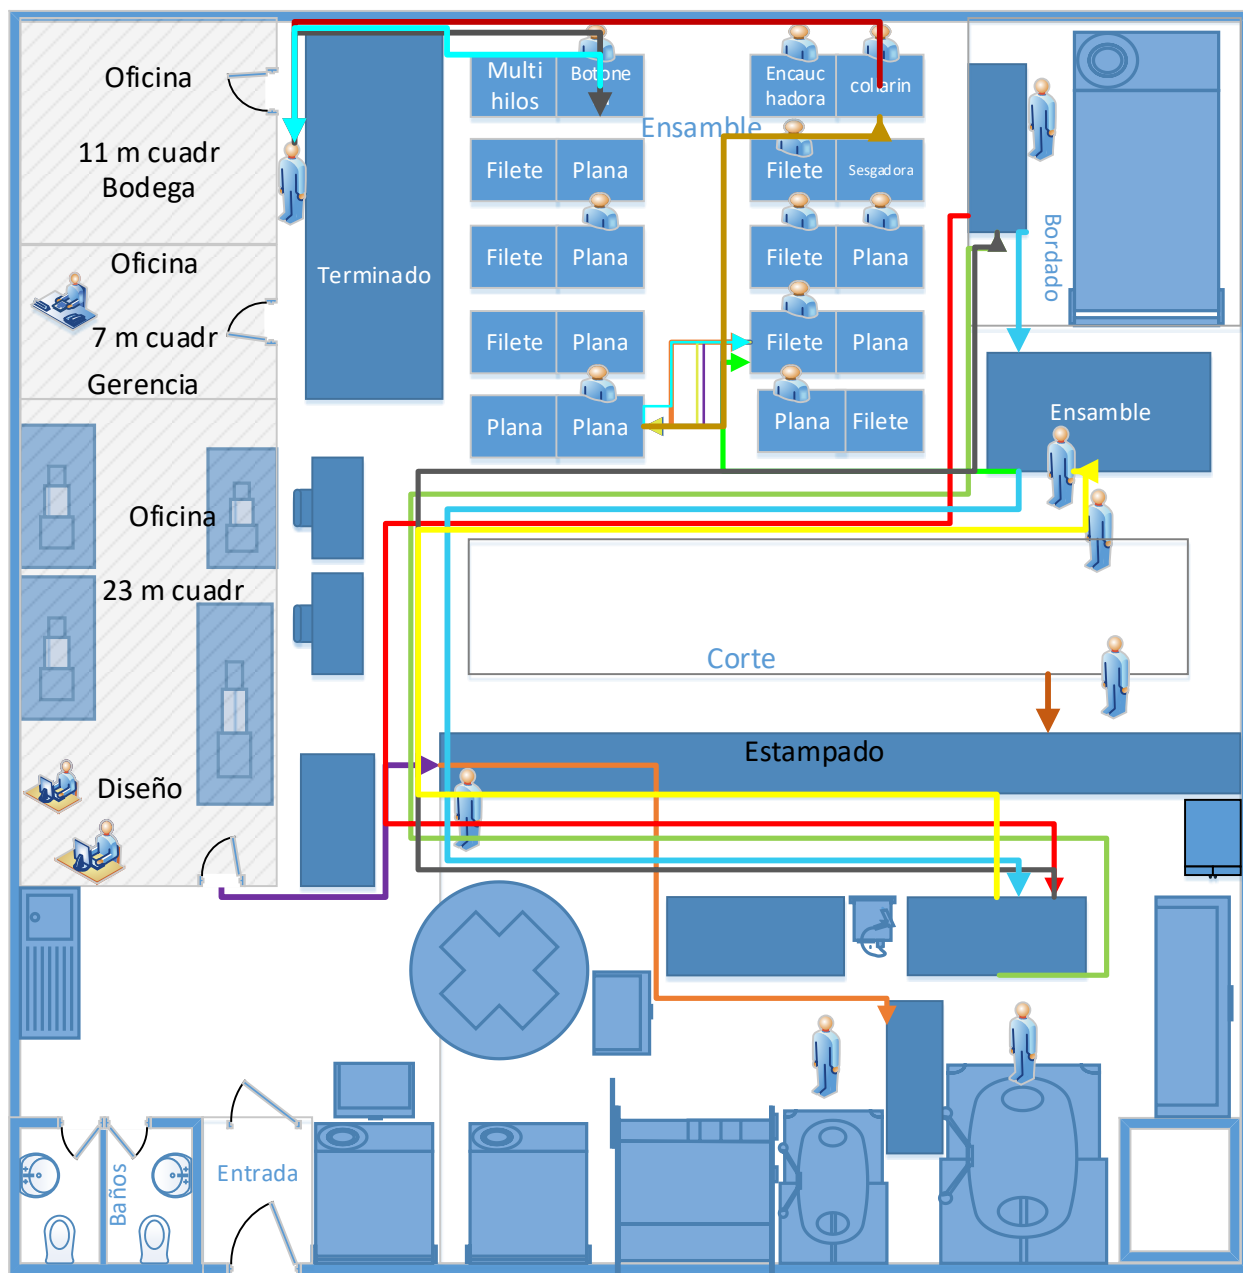 Oficina
11 m cuadr
Bodega
Oficina
7 m cuadr
Gerencia
Oficina
23 m cuadr
Diseño
Terminado
Multi
hilos
Botone
Encauc
hadora
collarin
Ensamble
Filete
Plana
Filete
Sesgadora
Filete
Plana
Filete
Plana
Filete
Plana
Filete
Plana
Plana
Plana
Plana
Filete
Bordado
Ensamble
Corte
Estampado
Baños
Entrada